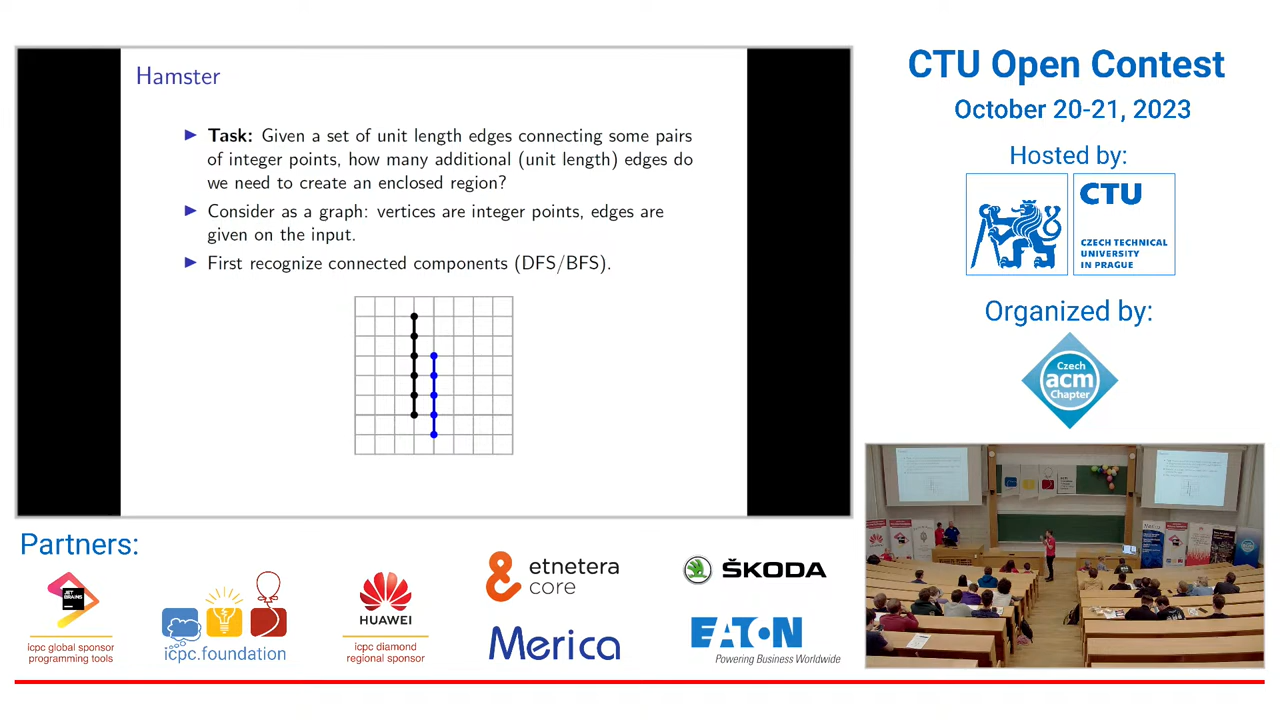 Hamster
▶ Task: Given a set of unit length edges connecting some pairs
of integer points, how many additional (unit length) edges do
we need to create an enclosed region?
▶ Consider as a graph: vertices are integer points, edges are
given on the input.
▶ First recognize connected components (DFS/BFS).
CTU Open Contest
October 20-21, 2023
Hosted by:
CTU
CZECH TECHNICAL
UNIVERSITY
IN PRAGUE
Organized by:
Czech
acm
Chapter
Partners:
JET
BRAINS
icpc global sponsor
programming tools
icpc.foundation
HUAWEI
icpc diamond
regional sponsor
etnetera
core
Merica
ŠKODA
EATON
Powering Business Worldwide